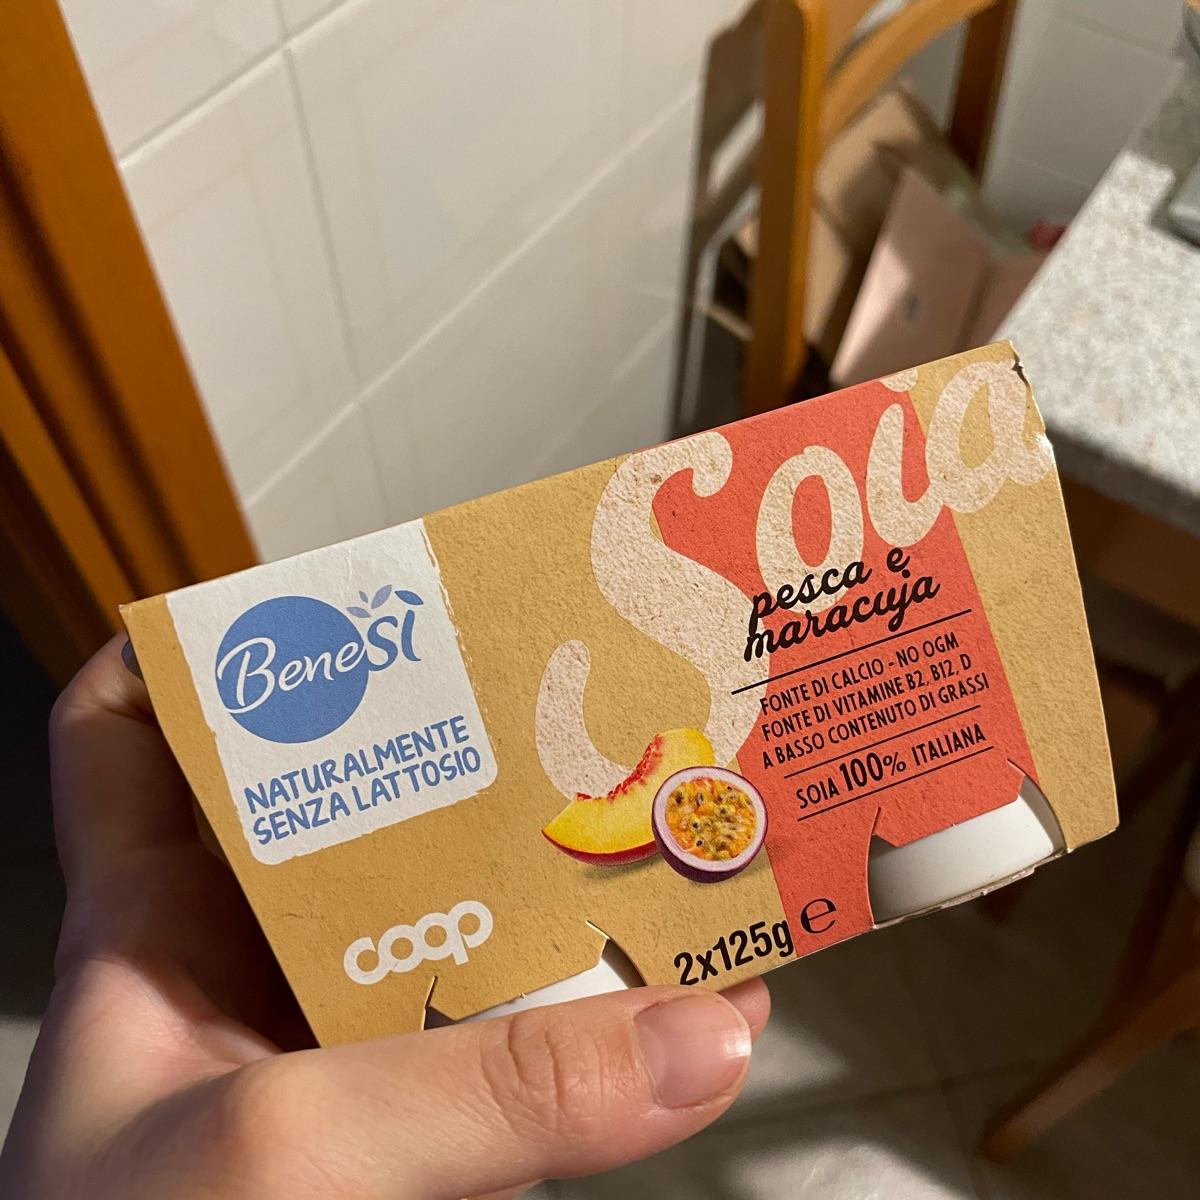 Soia
pesca e
maracuja
FONTE DI CALCIO - NO OGM
FONTE DI VITAMINE B2, B12, D
A BASSO CONTENUTO DI GRASSI
SOIA 100% ITALIANA
BeneSì
NATURALMENTE
SENZA LATTOSIO
coop
2x125g ℮